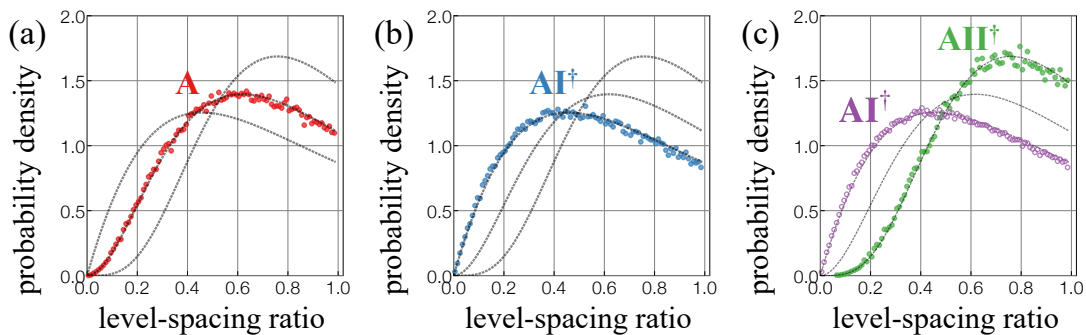 (a)
probability density
2.0
1.5
1.0
0.5
0.0
A
0.0 0.2 0.4 0.6 0.8 1.0
level-spacing ratio
(b)
probability density
2.0
1.5
1.0
0.5
0.0
AI†
0.0 0.2 0.4 0.6 0.8 1.0
level-spacing ratio
(c)
probability density
2.0
1.5
1.0
0.5
0.0
AII†
AI†
0.0 0.2 0.4 0.6 0.8 1.0
level-spacing ratio